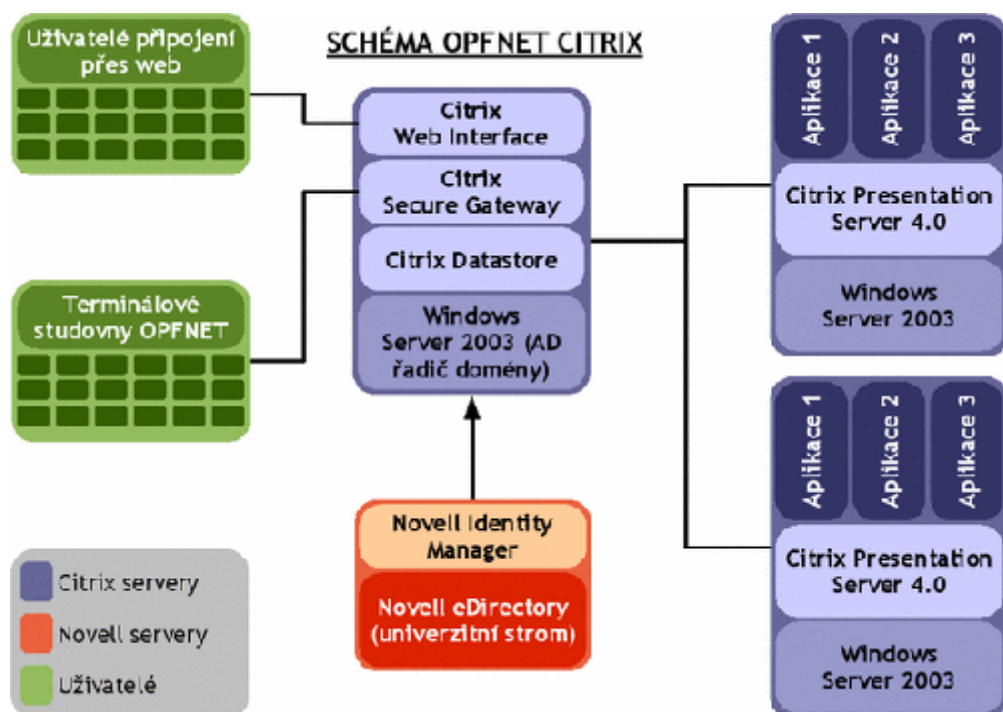 SCHÉMA OPFNET CITRIX
Uživatelé připojení
přes web
Terminálové
studovny OPFNET
Citrix
Web Interface
Citrix
Secure Gateway
Citrix Datastore
Windows
Server 2003 (AD
řadič domény)
Novell Identity
Manager
Novell eDirectory
(univerzitní strom)
Aplikace 1
Aplikace 2
Aplikace 3
Citrix Presentation
Server 4.0
Windows
Server 2003
Aplikace 1
Aplikace 2
Aplikace 3
Citrix Presentation
Server 4.0
Windows
Server 2003
Citrix servery
Novell servery
Uživatelé